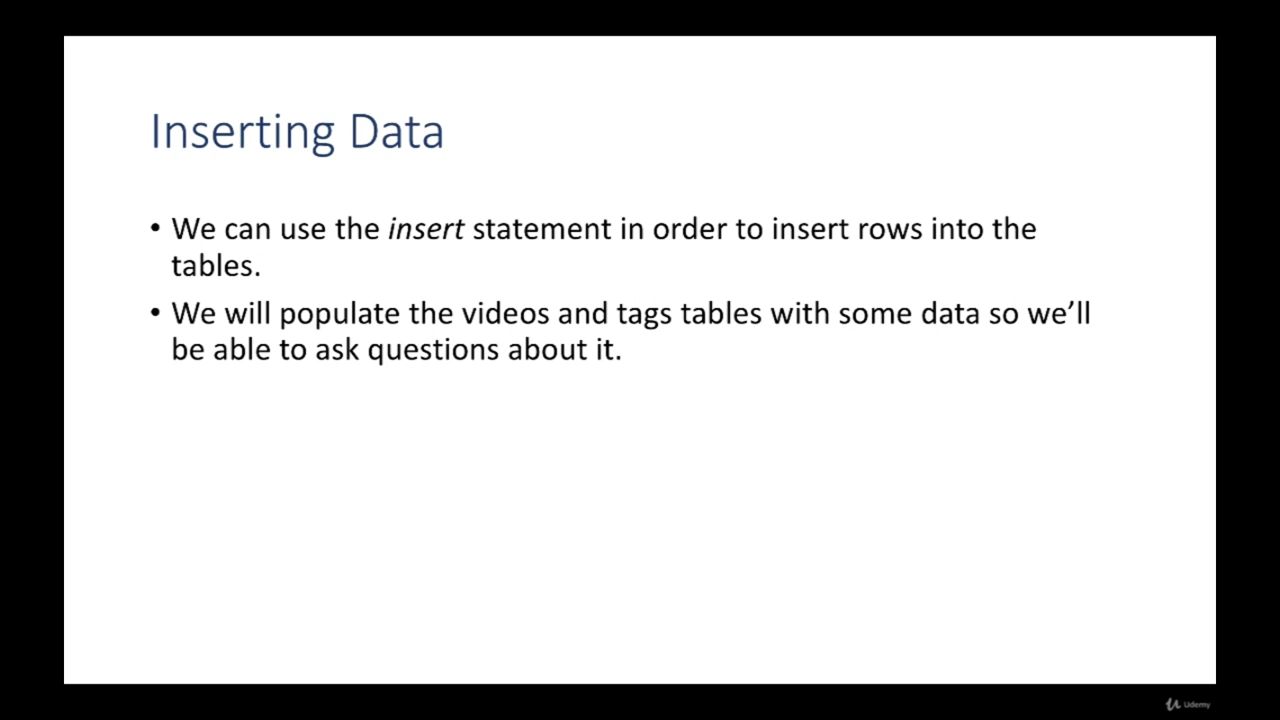 Inserting Data
• We can use the insert statement in order to insert rows into the
tables.
• We will populate the videos and tags tables with some data so we’ll
be able to ask questions about it.
Udemy